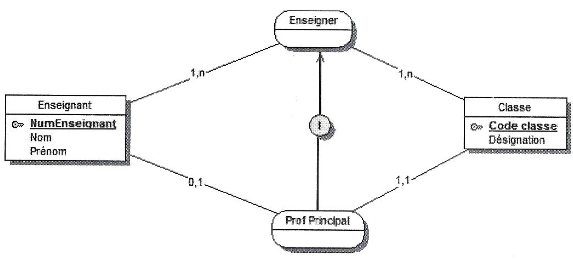 Enseigner
1,n
1,n
Enseignant
NumEnseignant
Nom
Prénom
Classe
Code classe
Désignation
I
0,1
1,1
Prof Principal